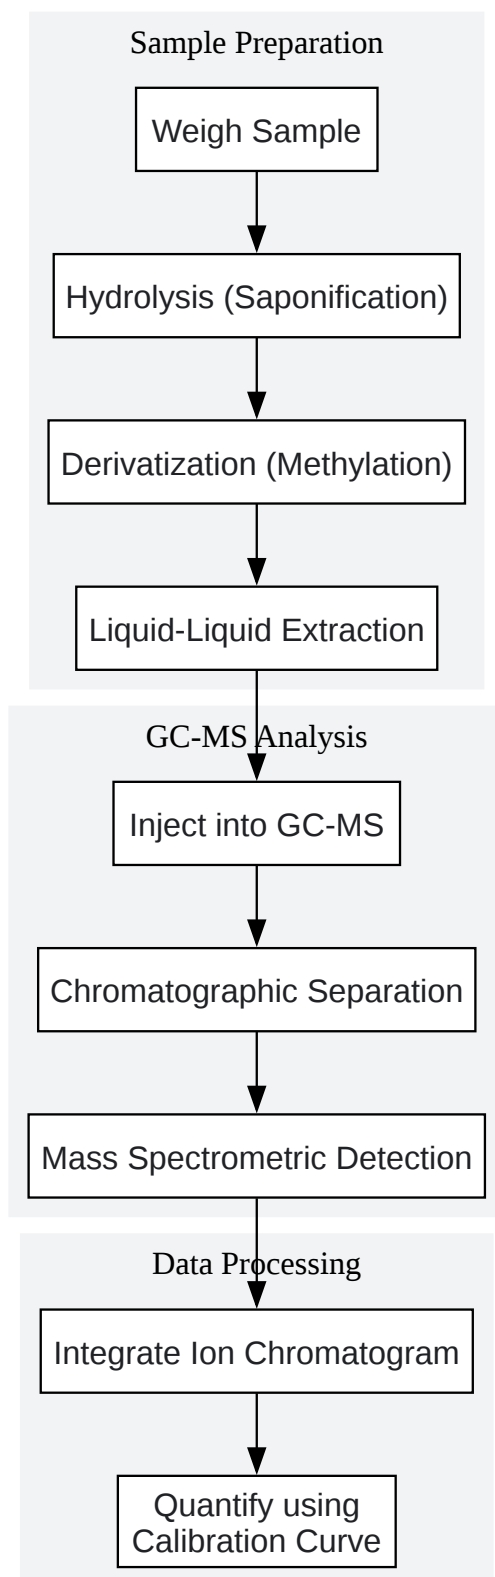 Sample Preparation
Weigh Sample
Hydrolysis (Saponification)
Derivatization (Methylation)
Liquid-Liquid Extraction
GC-MS Analysis
Inject into GC-MS
Chromatographic Separation
Mass Spectrometric Detection
Data Processing
Integrate Ion Chromatogram
Quantify using
Calibration Curve